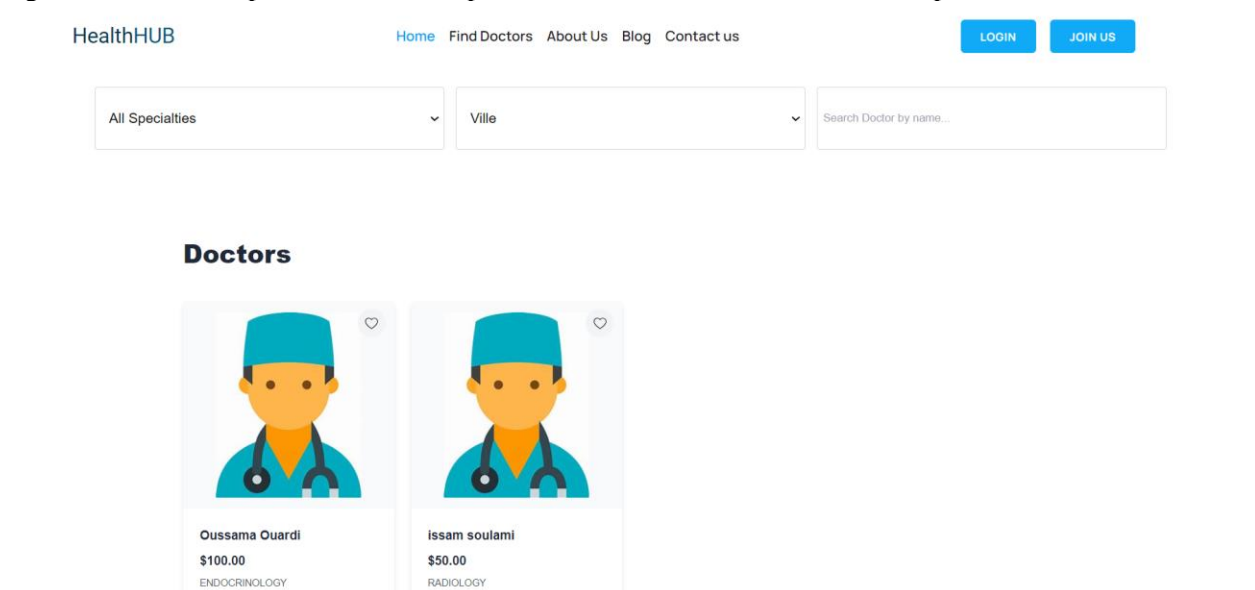 HealthHUB Home Find Doctors About Us Blog Contact us LOGIN JOIN US
All Specialties Ville Search Doctor by name...
Doctors
Oussama Ouardi issam soulami
$100.00 $50.00
ENDOCRINOLOGY RADIOLOGY